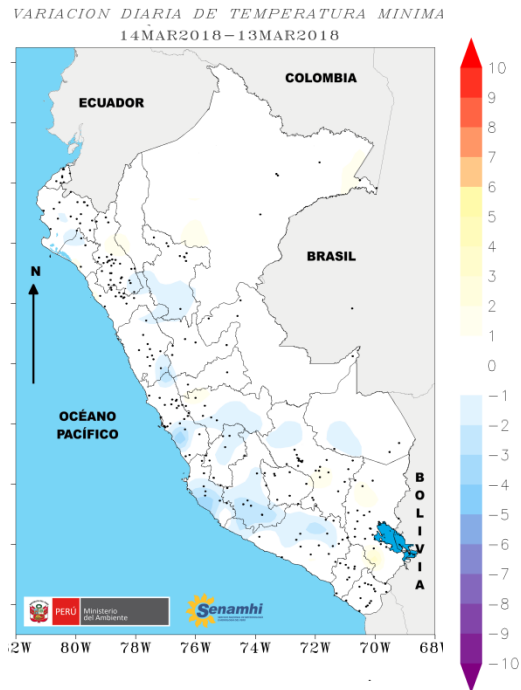 VARIACION DIARIA DE TEMPERATURA MINIMA
14MAR2018−13MAR2018
COLOMBIA
ECUADOR
BRASIL
N
OCÉANO
PACÍFICO
BOLIVIA
PERÚ Ministerio
del Ambiente
Senamhi
82W 80W 78W 76W 74W 72W 70W 68W
10
9
8
7
6
5
4
3
2
1
0
−1
−2
−3
−4
−5
−6
−7
−8
−9
−10